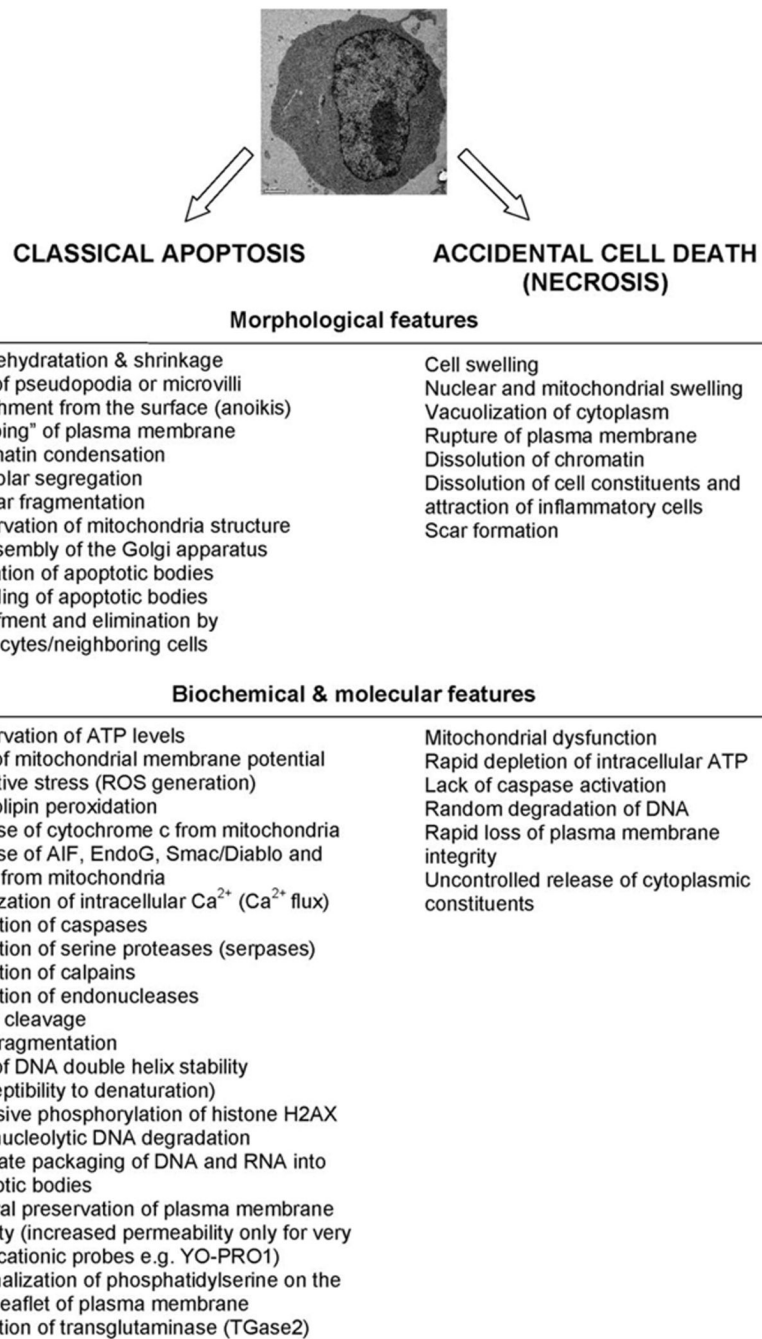 CLASSICAL APOPTOSIS
ACCIDENTAL CELL DEATH
(NECROSIS)
Morphological features
ehydratation & shrinkage
of pseudopodia or microvilli
hment from the surface (anoikis)
bing” of plasma membrane
matin condensation
olar segregation
ar fragmentation
rvation of mitochondria structure
sembly of the Golgi apparatus
ation of apoptotic bodies
ding of apoptotic bodies
fment and elimination by
cytes/neighboring cells
Cell swelling
Nuclear and mitochondrial swelling
Vacuolization of cytoplasm
Rupture of plasma membrane
Dissolution of chromatin
Dissolution of cell constituents and
attraction of inflammatory cells
Scar formation
Biochemical & molecular features
rvation of ATP levels
of mitochondrial membrane potential
tive stress (ROS generation)
olipin peroxidation
se of cytochrome c from mitochondria
se of AIF, EndoG, Smac/Diablo and
from mitochondria
zation of intracellular Ca²⁺ (Ca²⁺ flux)
tion of caspases
tion of serine proteases (serpases)
tion of calpains
tion of endonucleases
cleavage
ragmentation
of DNA double helix stability
eptibility to denaturation)
sive phosphorylation of histone H2AX
nucleolytic DNA degradation
ate packaging of DNA and RNA into
otic bodies
ral preservation of plasma membrane
ty (increased permeability only for very
cationic probes e.g. YO-PRO1)
nalization of phosphatidylserine on the
leaflet of plasma membrane
tion of transglutaminase (TGase2)
Mitochondrial dysfunction
Rapid depletion of intracellular ATP
Lack of caspase activation
Random degradation of DNA
Rapid loss of plasma membrane
integrity
Uncontrolled release of cytoplasmic
constituents